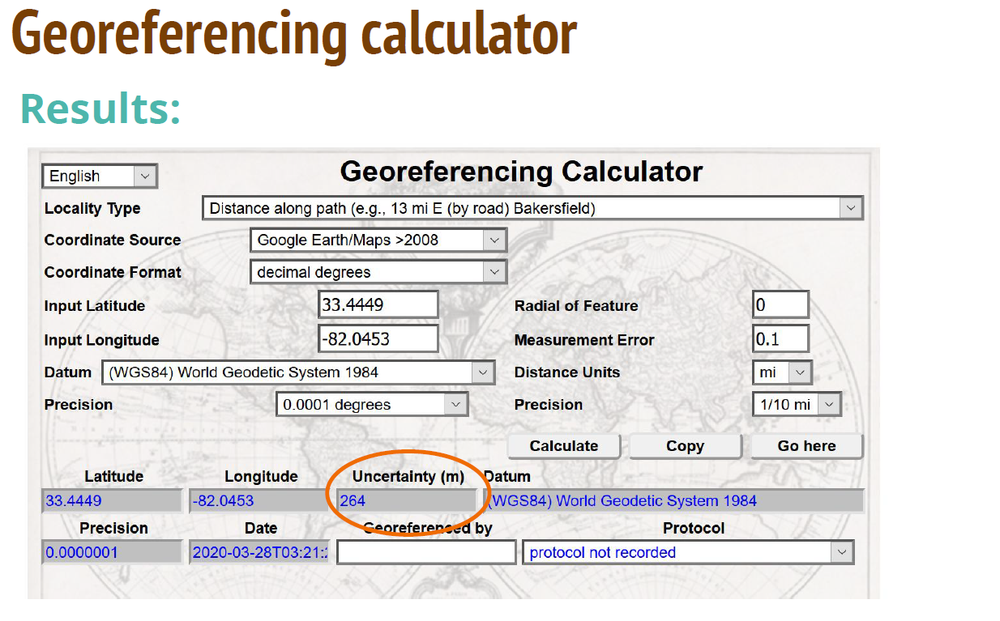 Georeferencing calculator
Results:
English Georeferencing Calculator
Locality Type Distance along path (e.g., 13 mi E (by road) Bakersfield)
Coordinate Source Google Earth/Maps >2008
Coordinate Format decimal degrees
Input Latitude 33.4449 Radial of Feature 0
Input Longitude -82.0453 Measurement Error 0.1
Datum (WGS84) World Geodetic System 1984 Distance Units mi
Precision 0.0001 degrees Precision 1/10 mi
Calculate Copy Go here
Latitude Longitude Uncertainty (m) Datum
33.4449 -82.0453 264 (WGS84) World Geodetic System 1984
Precision Date Georeferenced by Protocol
0.0000001 2020-03-28T03:21:2 protocol not recorded